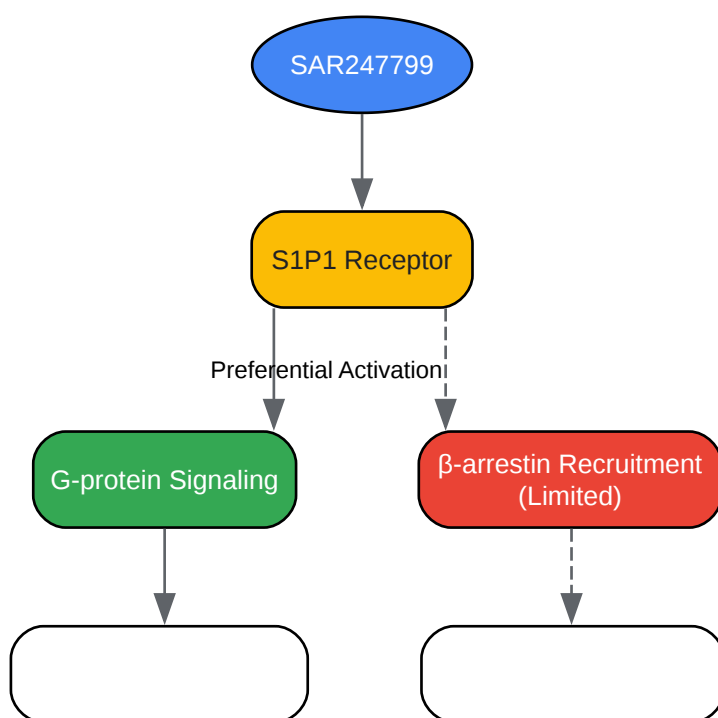 SAR247799
S1P1 Receptor
Preferential Activation
G-protein Signaling
β-arrestin Recruitment
(Limited)